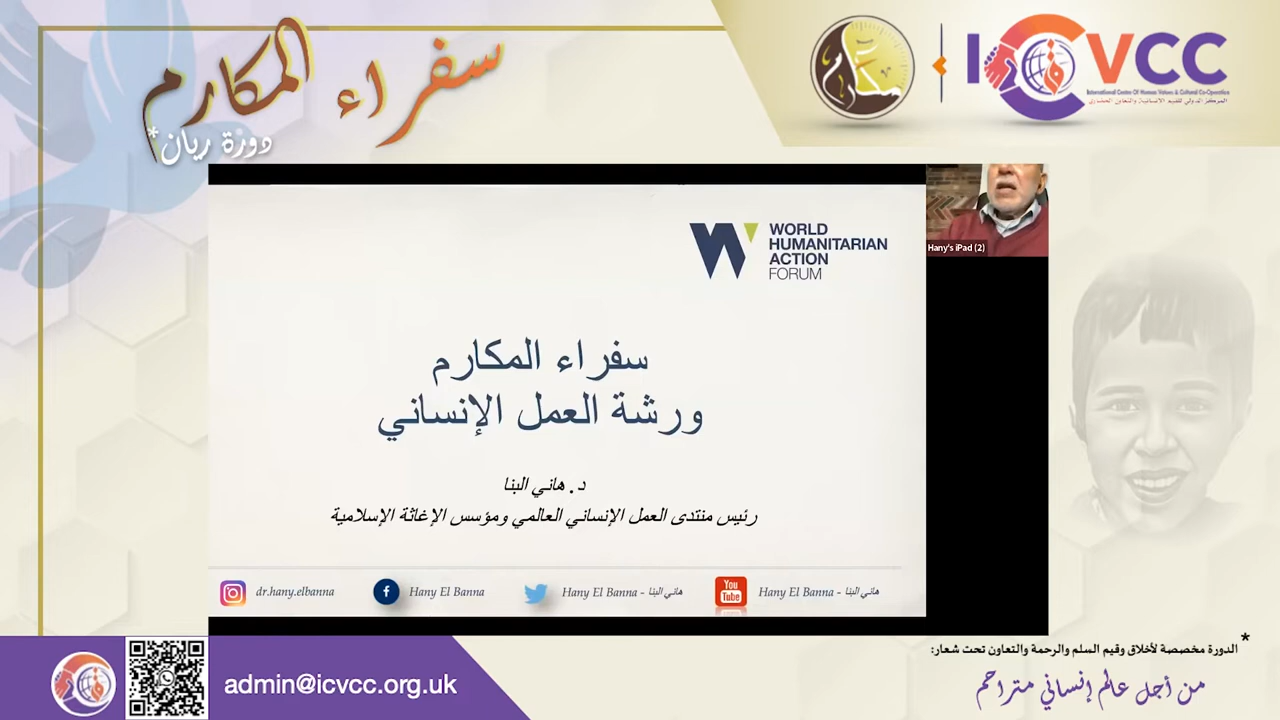 سفراء المكارم
دورة ريان*
مكارم
ICVCC
International Centre Of Human Values & Cultural Co-Operation
المركز الدولي للقيم الإنسانية والتعاون الحضاري
WORLD
HUMANITARIAN
ACTION
FORUM
Hany's iPad (2)
سفراء المكارم
ورشة العمل الإنساني
د. هاني البنا
رئيس منتدى العمل الإنساني العالمي ومؤسس الإغاثة الإسلامية
dr.hany.elbanna
Hany El Banna
Hany El Banna - هاني البنا
You Tube
Hany El Banna - هاني البنا
* الدورة مخصصة لأخلاق وقيم السلم والرحمة والتعاون تحت شعار:
من أجل عالم إنساني متراحم
admin@icvcc.org.uk